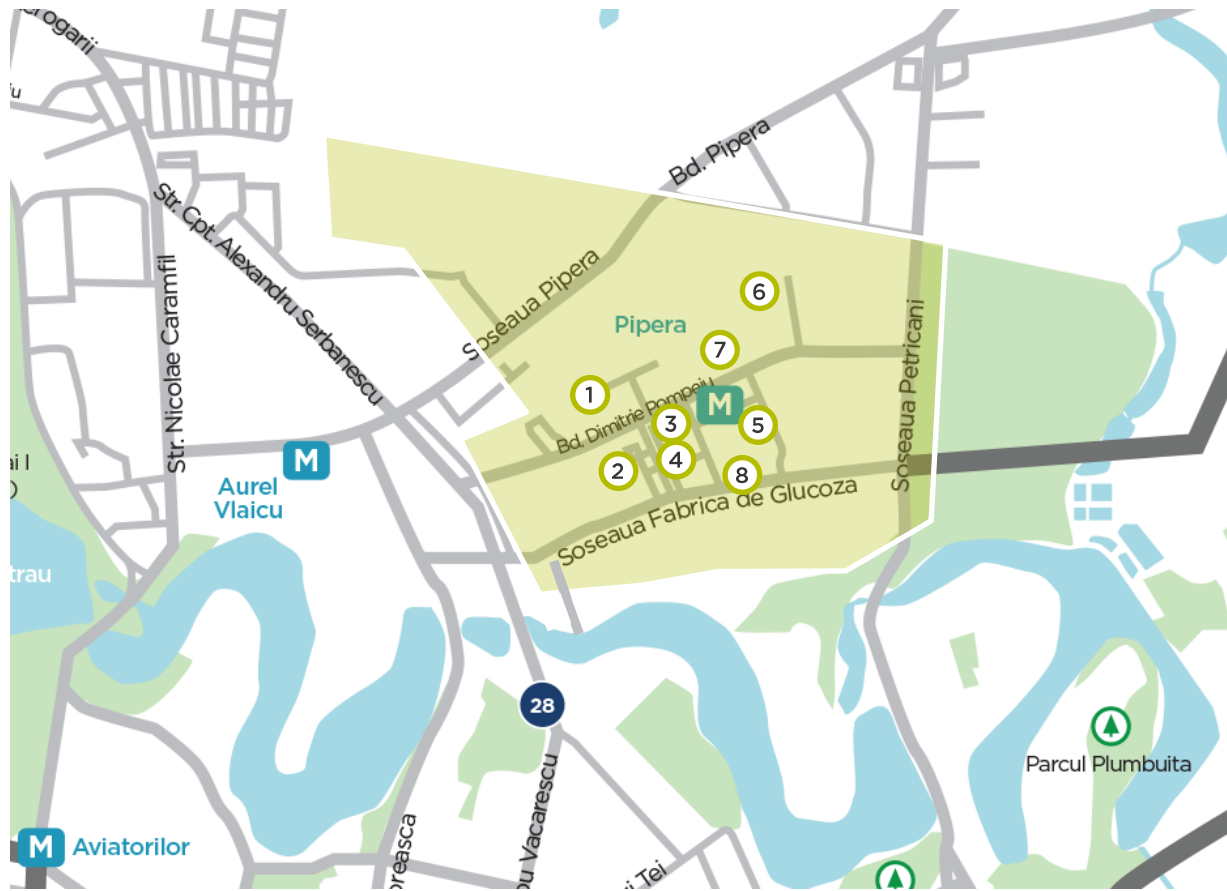 Bd. Pipera
Str. Cpt. Alexandru Serbanescu
Str. Nicolae Caramfil
Soseaua Pipera
6
Pipera
Soseaua Petricani
7
1
Bd. Dimitrie Pompeiu
M
3
5
4
2
8
Soseaua Fabrica de Glucoza
M
Aurel
Vlaicu
28
Parcul Plumbuita
M Aviatorilor